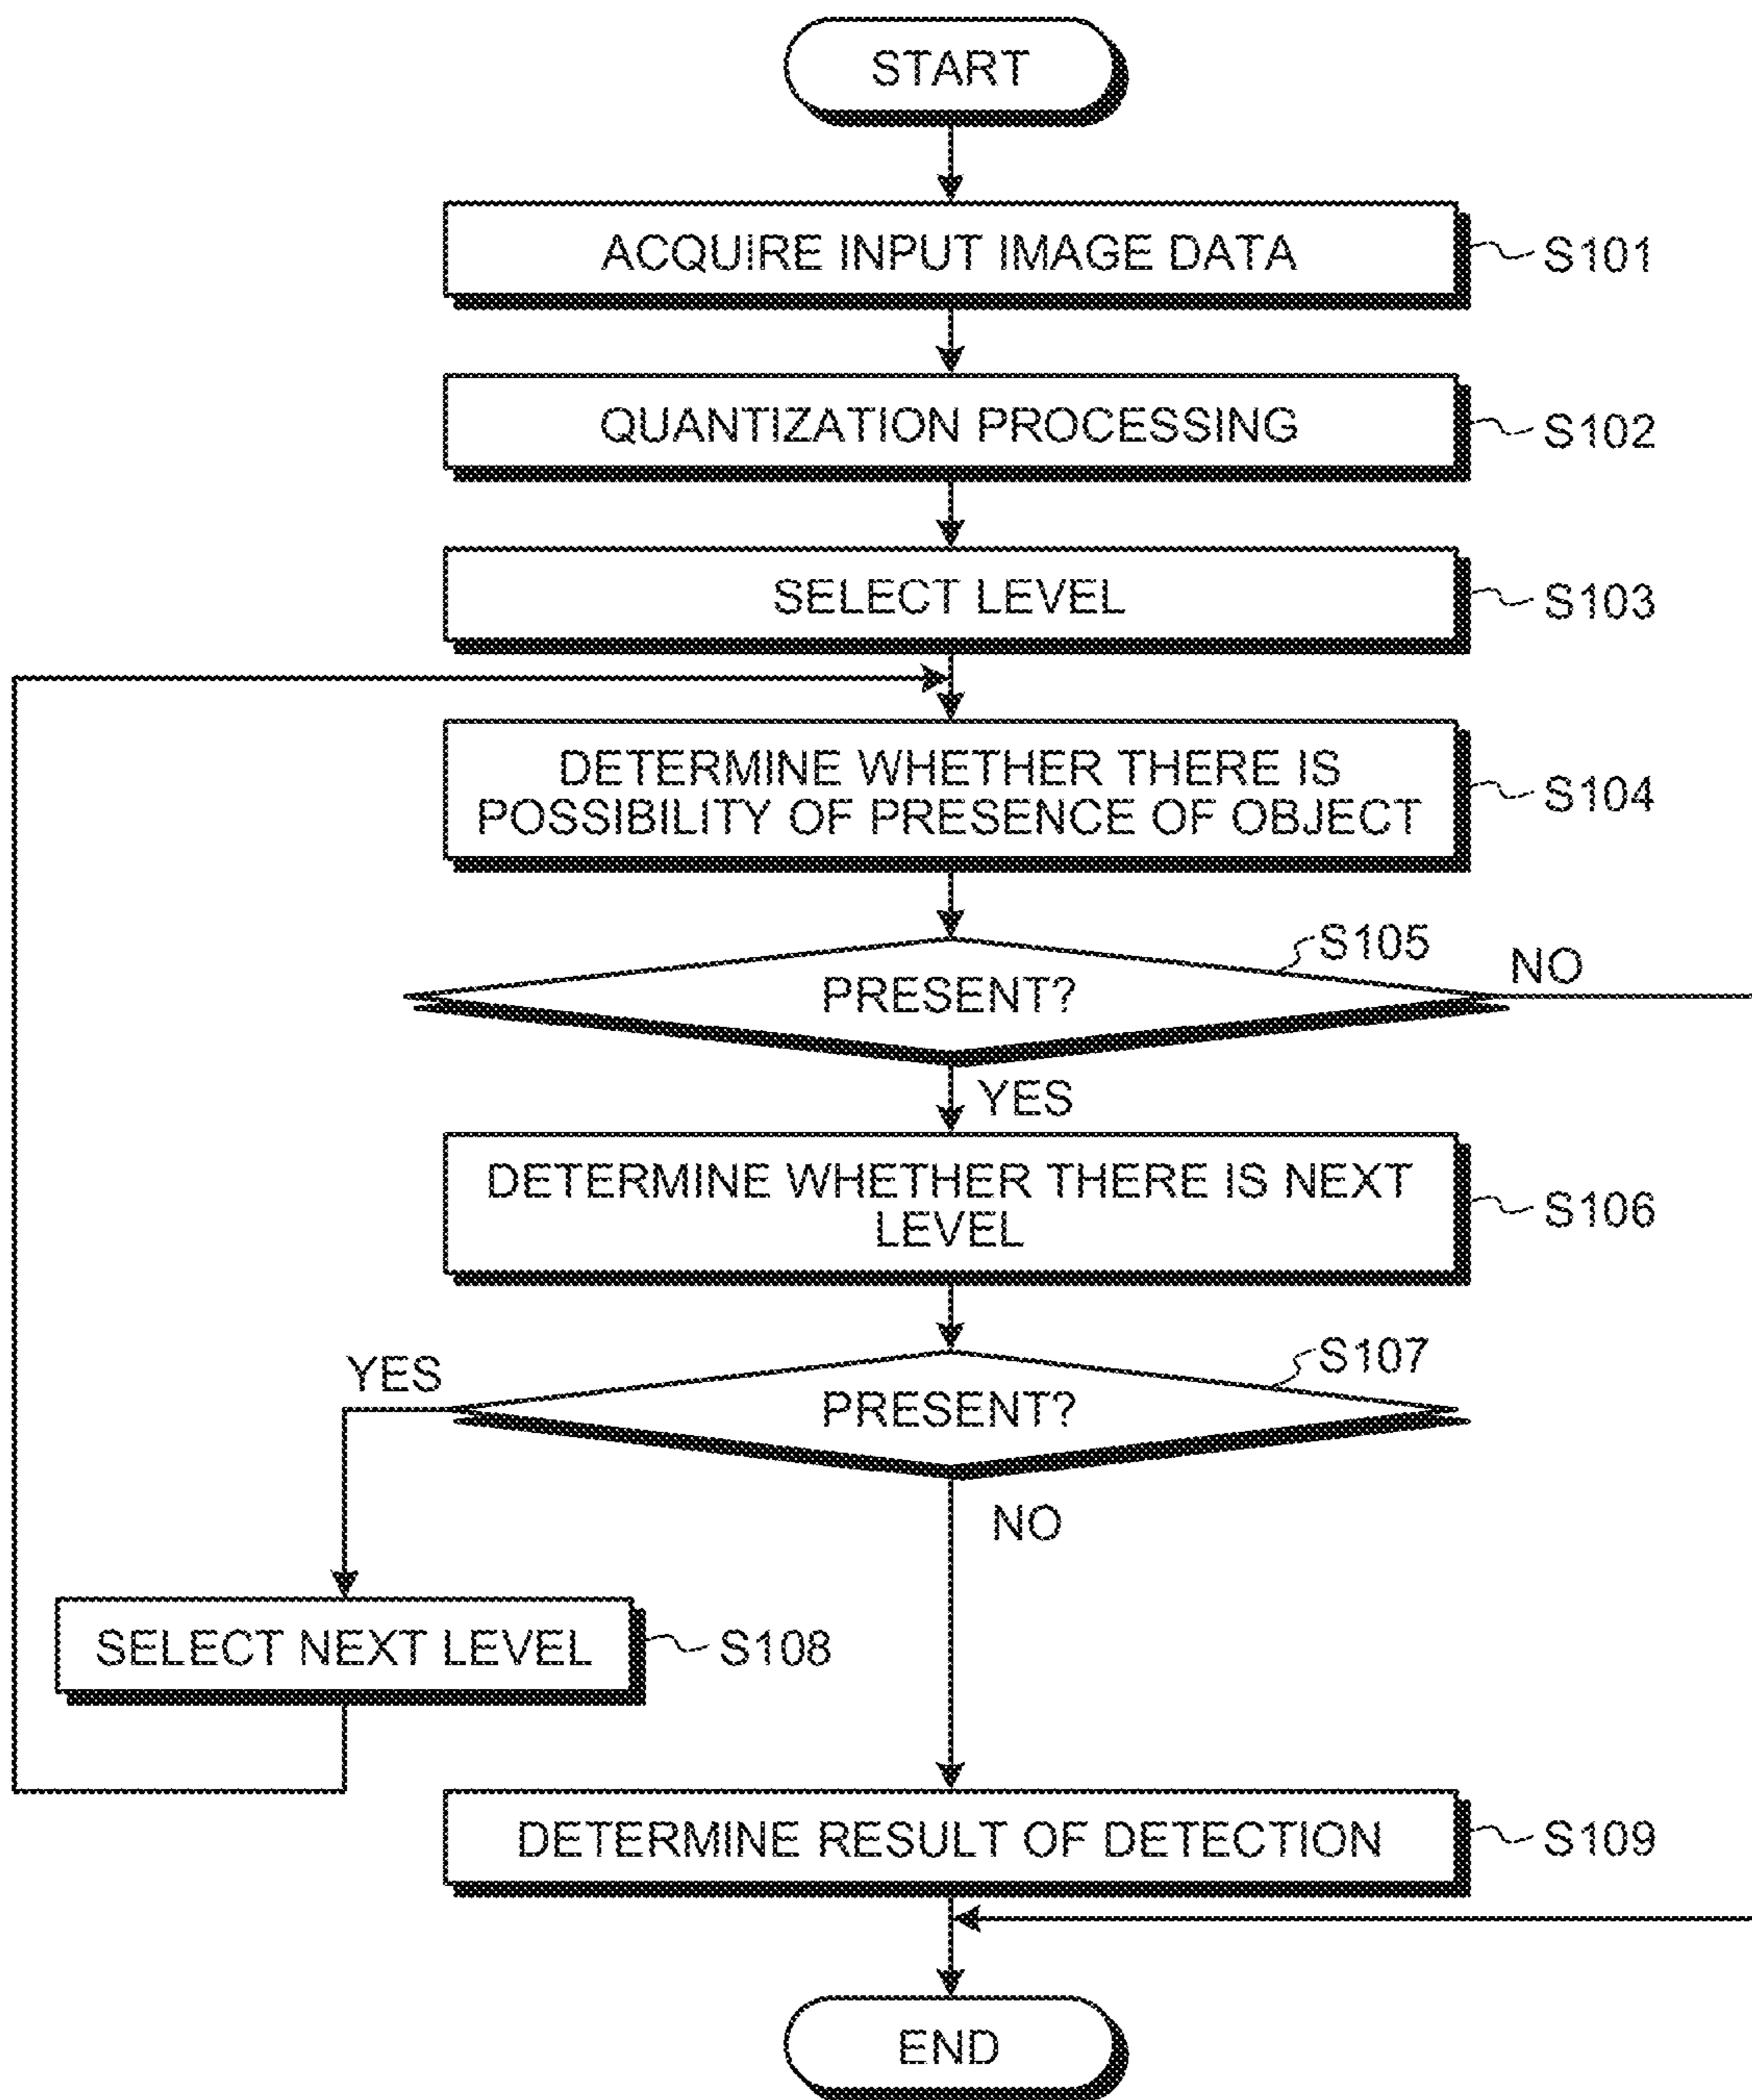 START
ACQUIRE INPUT IMAGE DATA
S101
QUANTIZATION PROCESSING
S102
SELECT LEVEL
S103
DETERMINE WHETHER THERE IS
POSSIBILITY OF PRESENCE OF OBJECT
S104
S105
NO
PRESENT?
YES
DETERMINE WHETHER THERE IS NEXT
LEVEL
S106
S107
YES
PRESENT?
NO
SELECT NEXT LEVEL
S108
DETERMINE RESULT OF DETECTION
S109
END